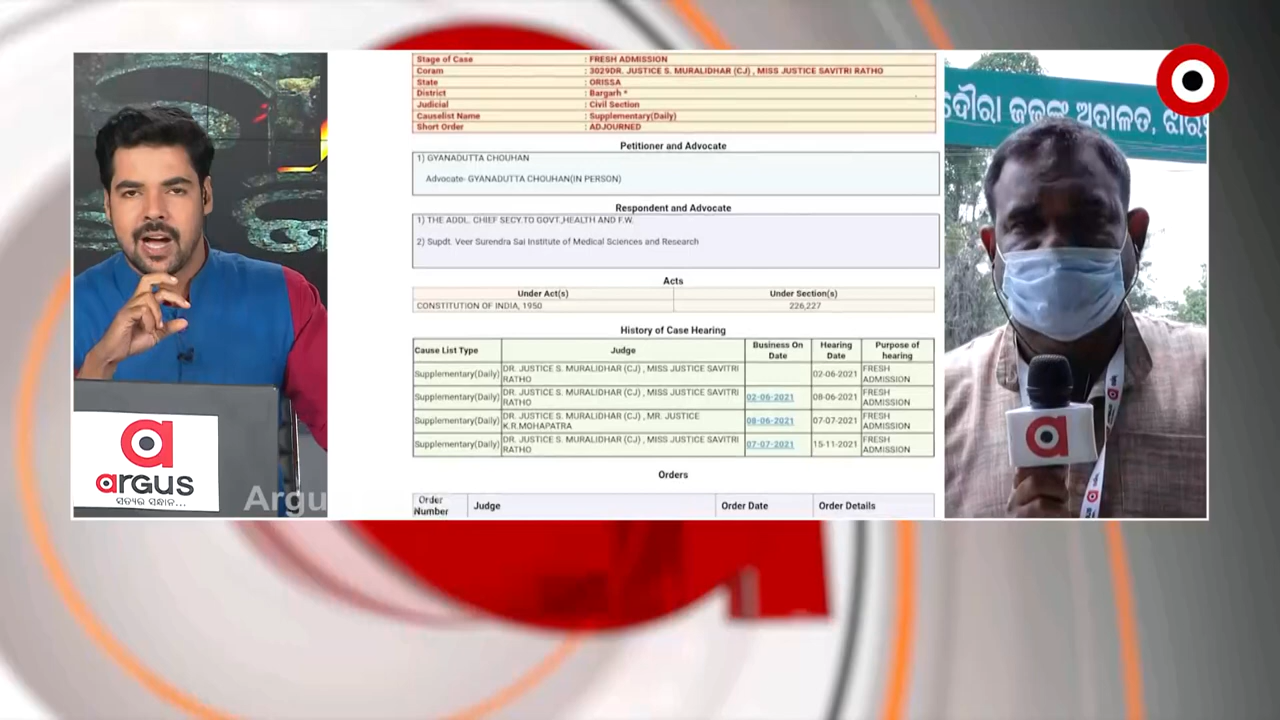 Stage of Case : FRESH ADMISSION
Coram : 3029DR. JUSTICE S. MURALIDHAR (CJ) , MISS JUSTICE SAVITRI RATHO
State : ORISSA
District : Bargarh *
Judicial : Civil Section
Causelist Name : Supplementary(Daily)
Short Order : ADJOURNED
Petitioner and Advocate
1) GYANADUTTA CHOUHAN
Advocate- GYANADUTTA CHOUHAN(IN PERSON)
Respondent and Advocate
1) THE ADDL. CHIEF SECY.TO GOVT.,HEALTH AND F.W.
2) Supdt. Veer Surendra Sai Institute of Medical Sciences and Research
Acts
Under Act(s) Under Section(s)
CONSTITUTION OF INDIA, 1950 226,227
History of Case Hearing
Cause List Type Judge Business On Date Hearing Date Purpose of hearing
Supplementary(Daily) DR. JUSTICE S. MURALIDHAR (CJ) , MISS JUSTICE SAVITRI RATHO 02-06-2021 FRESH ADMISSION
Supplementary(Daily) DR. JUSTICE S. MURALIDHAR (CJ) , MISS JUSTICE SAVITRI RATHO 02-06-2021 08-06-2021 FRESH ADMISSION
Supplementary(Daily) DR. JUSTICE S. MURALIDHAR (CJ) , MR. JUSTICE K.R.MOHAPATRA 08-06-2021 07-07-2021 FRESH ADMISSION
Supplementary(Daily) DR. JUSTICE S. MURALIDHAR (CJ) , MISS JUSTICE SAVITRI RATHO 07-07-2021 15-11-2021 FRESH ADMISSION
Orders
Order Number Judge Order Date Order Details
ଦୌରା ଜଜଙ୍କ ଅଦାଲତ,
argus
ସତ୍ୟର ସନ୍ଧାନ...
Argu